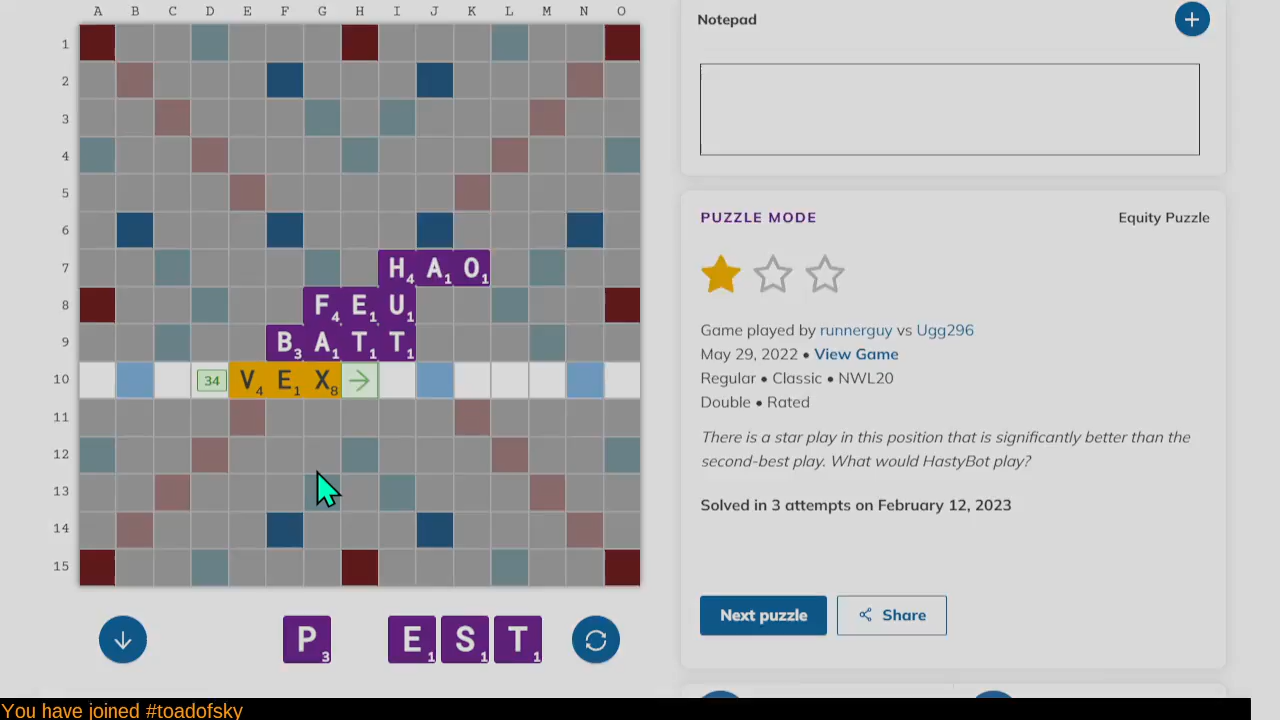 A B C D E F G H I J K L M N O
Notepad
1
2
3
4
5
6
PUZZLE MODE
Equity Puzzle
7 H4 A1 O1
8 F4 E1 U1
Game played by runnerguy vs Ugg296
9 B3 A1 T1 T1
May 29, 2022 • View Game
10 34 V4 E1 X8
Regular • Classic • NWL20
Double • Rated
11
There is a star play in this position that is significantly better than the
12
second-best play. What would HastyBot play?
13
Solved in 3 attempts on February 12, 2023
14
15
P3 E1 S1 T1
Next puzzle
Share
You have joined #toadofsky